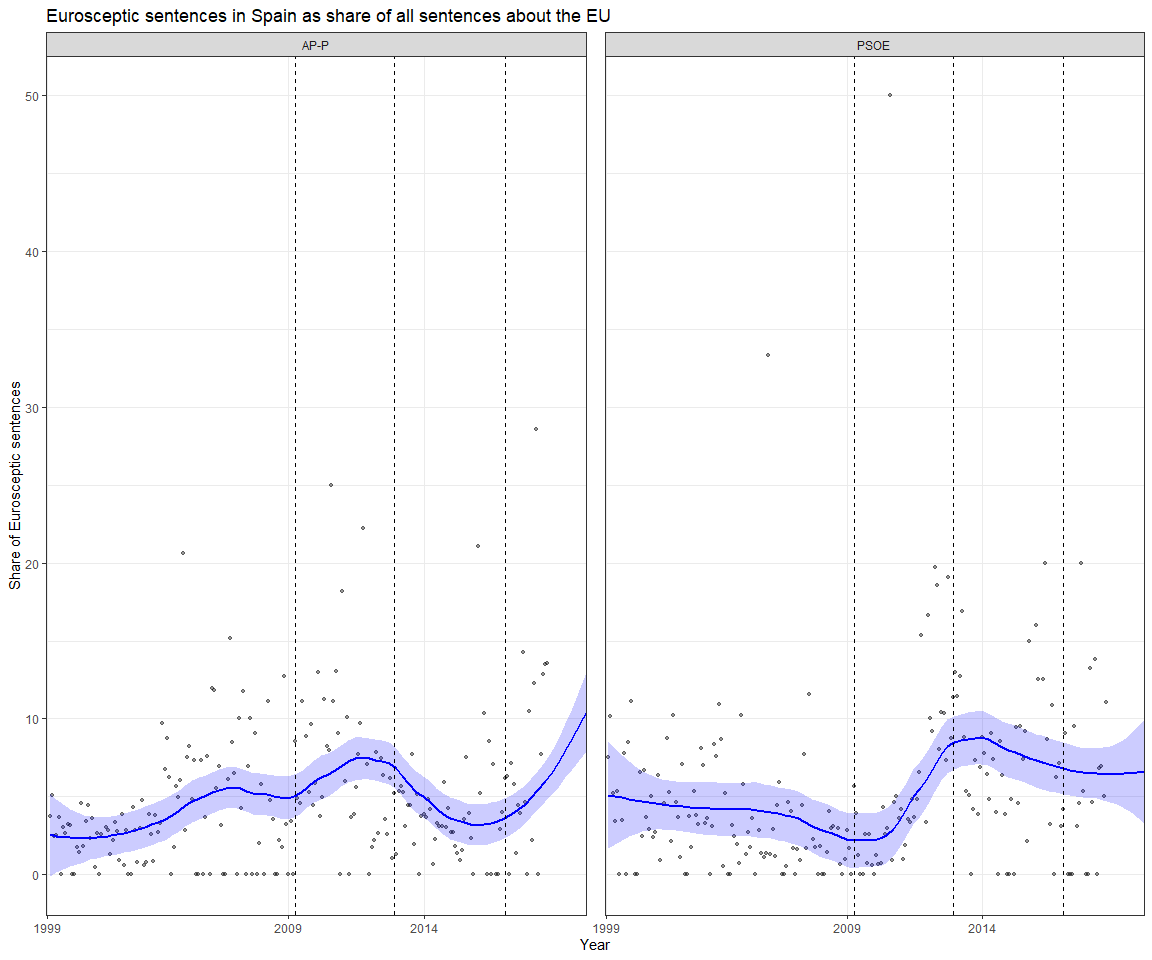 Eurosceptic sentences in Spain as share of all sentences about the EU
AP-P
PSOE
Share of Eurosceptic sentences
50
40
30
20
10
0
1999
2009
2014
1999
2009
2014
Year